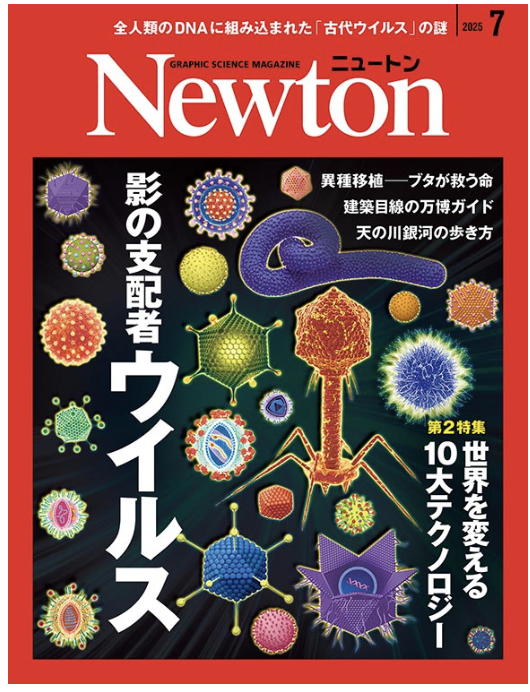 全人類のDNAに組み込まれた「古代ウイルス」の謎
2025 7
GRAPHIC SCIENCE MAGAZINE
ニュートン
Newton
影の支配者
ウイルス
異種移植——ブタが救う命
建築目線の万博ガイド
天の川銀河の歩き方
第2特集
世界を変える
10大テクノロジー